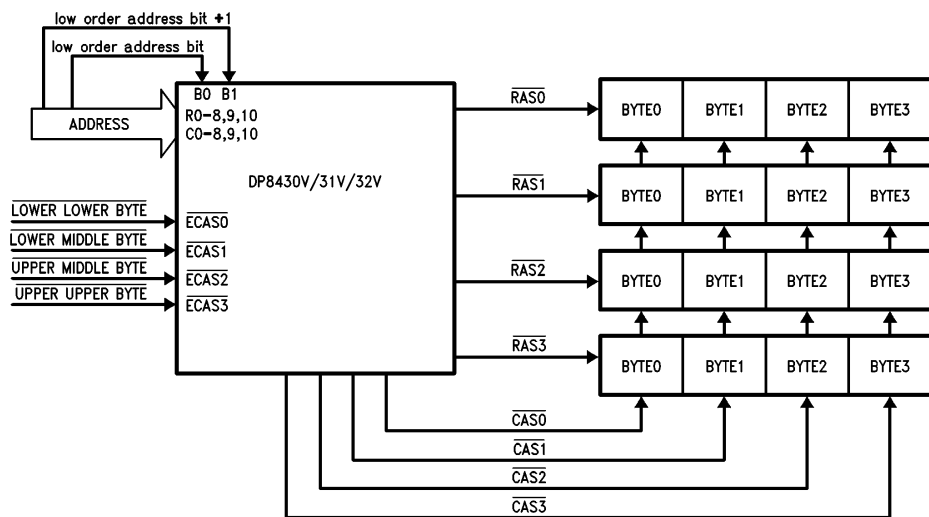 low order address bit +1
low order address bit
B0 B1
ADDRESS
R0-8,9,10
C0-8,9,10
DP8430V/31V/32V
LOWER LOWER BYTE
ECAS0
LOWER MIDDLE BYTE
ECAS1
UPPER MIDDLE BYTE
ECAS2
UPPER UPPER BYTE
ECAS3
RAS0
BYTE0 BYTE1 BYTE2 BYTE3
RAS1
BYTE0 BYTE1 BYTE2 BYTE3
RAS2
BYTE0 BYTE1 BYTE2 BYTE3
RAS3
BYTE0 BYTE1 BYTE2 BYTE3
CAS0
CAS1
CAS2
CAS3